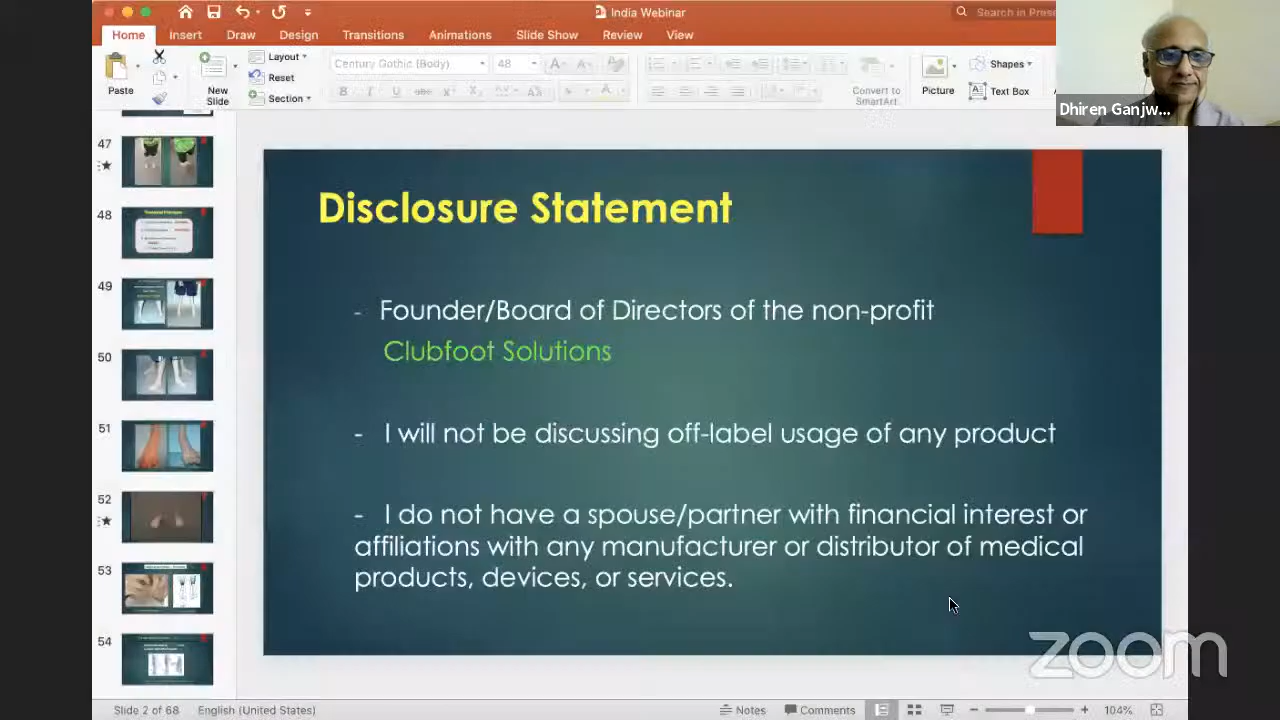 India Webinar
Search in Pres
Home Insert Draw Design Transitions Animations Slide Show Review View
Paste
New
Slide
Layout
Reset
Section
Century Gothic (Body) 48
Convert to
SmartArt
Picture
Shapes
Text Box
Dhiren Ganjw...
47
48
49
50
51
52
53
54
Disclosure Statement
- Founder/Board of Directors of the non-profit
Clubfoot Solutions
- I will not be discussing off-label usage of any product
- I do not have a spouse/partner with financial interest or
affiliations with any manufacturer or distributor of medical
products, devices, or services.
zoom
Slide 2 of 68 English (United States) Notes Comments 104%